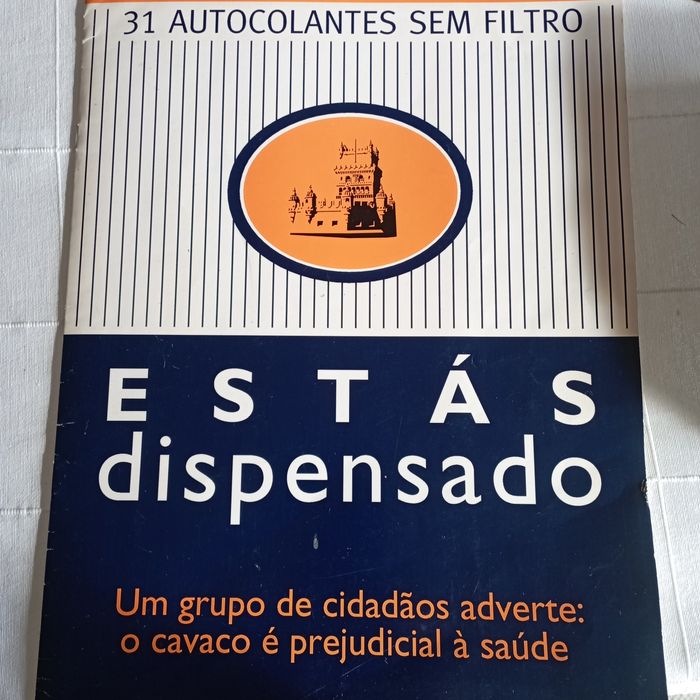 31 AUTOCOLANTES SEM FILTRO
ESTÁS
dispensado
Um grupo de cidadãos adverte:
o cavaco é prejudicial à saúde